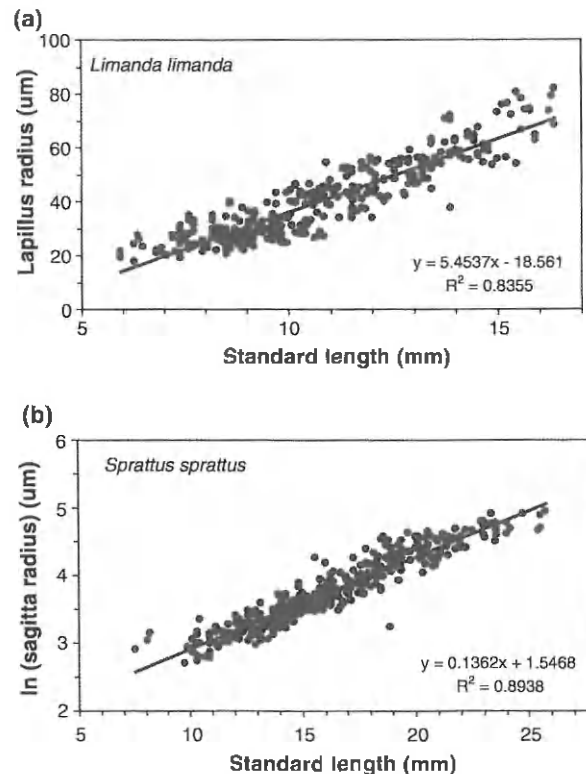 (a)
100
Limanda limanda
80
60
40
20
0
y = 5.4537x - 18.561
R² = 0.8355
5 10 15
Lapillus radius (um)
Standard length (mm)
(b)
6
Sprattus sprattus
5
4
3
2
y = 0.1362x + 1.5468
R² = 0.8938
5 10 15 20 25
ln (sagitta radius) (um)
Standard length (mm)